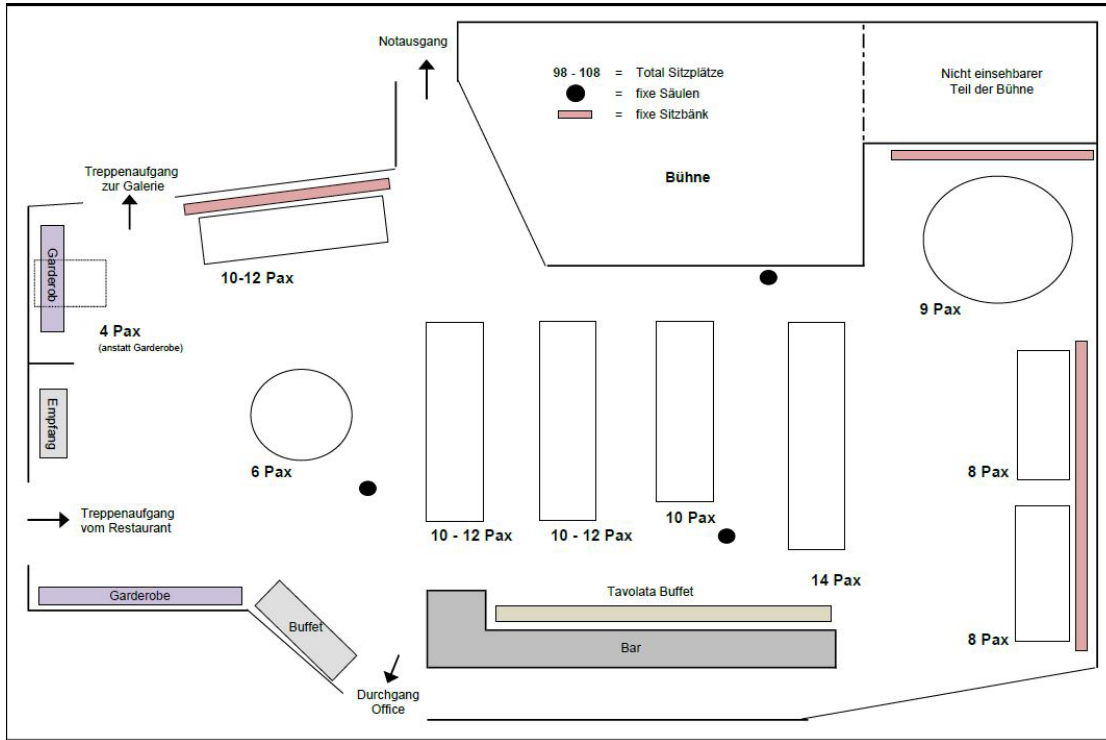 Notausgang
98 - 108 = Total Sitzplätze
= fixe Säulen
= fixe Sitzbänk
Nicht einsehbarer
Teil der Bühne
Treppenaufgang
zur Galerie
Bühne
Garderob
10-12 Pax
9 Pax
4 Pax
(anstatt Garderobe)
Empfang
6 Pax
8 Pax
Treppenaufgang
vom Restaurant
10 - 12 Pax
10 - 12 Pax
10 Pax
14 Pax
Garderobe
Buffet
Tavolata Buffet
Bar
8 Pax
Durchgang
Office